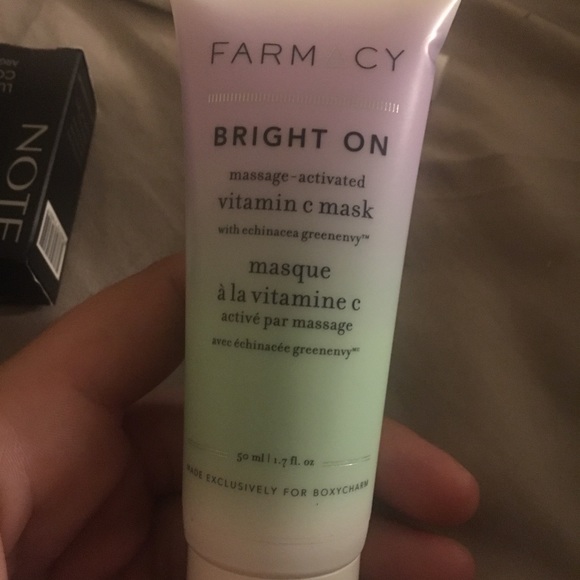 FARMACY
BRIGHT ON
massage-activated
vitamin c mask
with echinacea greenenvy™
masque
à la vitamine c
activé par massage
avec échinacée greenenvyᴹᴰ
50 ml | 1.7 fl. oz
MADE EXCLUSIVELY FOR BOXYCHARM
NOTE